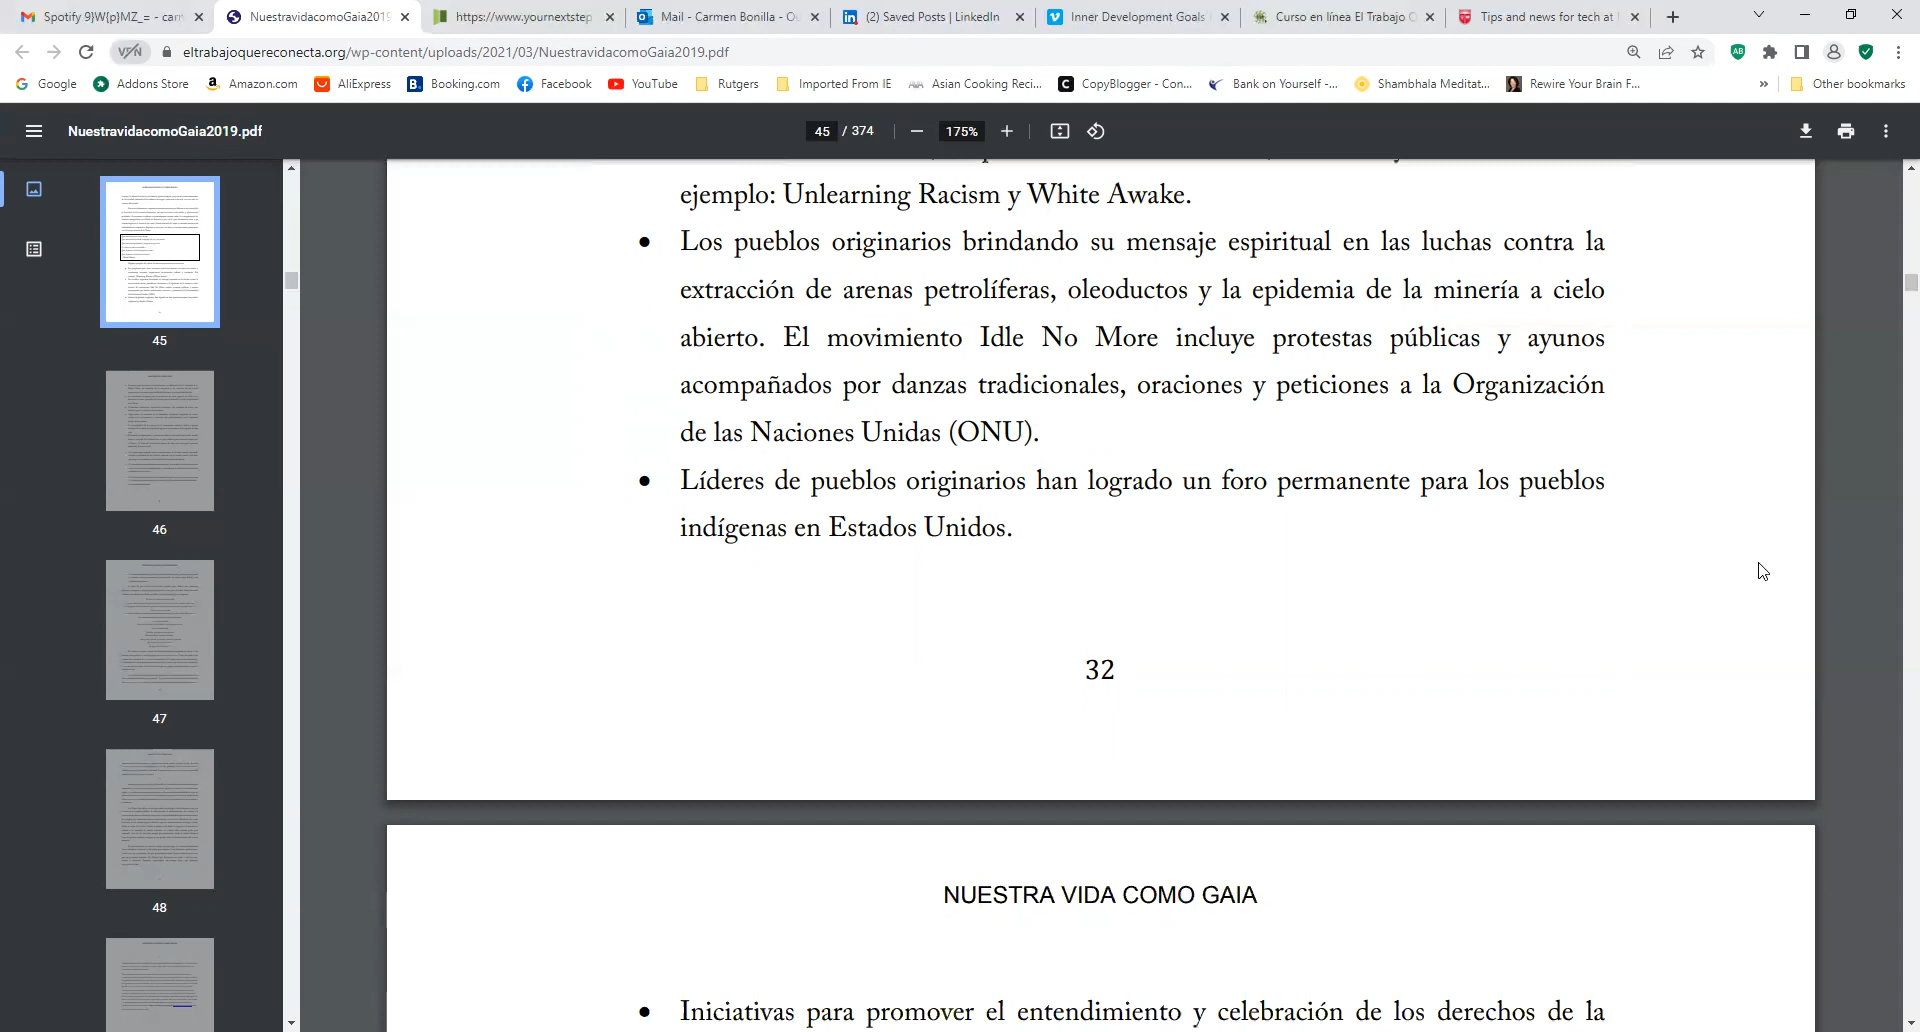 Spotify 9}W{p}MZ_= - carr
NuestravidacomoGaia2019
https://www.yournextstep
Mail - Carmen Bonilla - O
(2) Saved Posts | LinkedIn
Inner Development Goals
Curso en línea El Trabajo
Tips and news for tech at
VPN
eltrabajoquereconecta.org/wp-content/uploads/2021/03/NuestravidacomoGaia2019.pdf
Google
Addons Store
Amazon.com
AliExpress
Booking.com
Facebook
YouTube
Rutgers
Imported From IE
Asian Cooking Reci...
CopyBlogger - Con...
Bank on Yourself -...
Shambhala Meditat...
Rewire Your Brain F...
»
Other bookmarks
NuestravidacomoGaia2019.pdf
45 / 374
175%
ejemplo: Unlearning Racism y White Awake.
• Los pueblos originarios brindando su mensaje espiritual en las luchas contra la
extracción de arenas petrolíferas, oleoductos y la epidemia de la minería a cielo
abierto. El movimiento Idle No More incluye protestas públicas y ayunos
acompañados por danzas tradicionales, oraciones y peticiones a la Organización
de las Naciones Unidas (ONU).
• Líderes de pueblos originarios han logrado un foro permanente para los pueblos
indígenas en Estados Unidos.
32
NUESTRA VIDA COMO GAIA
• Iniciativas para promover el entendimiento y celebración de los derechos de la
45
46
47
48